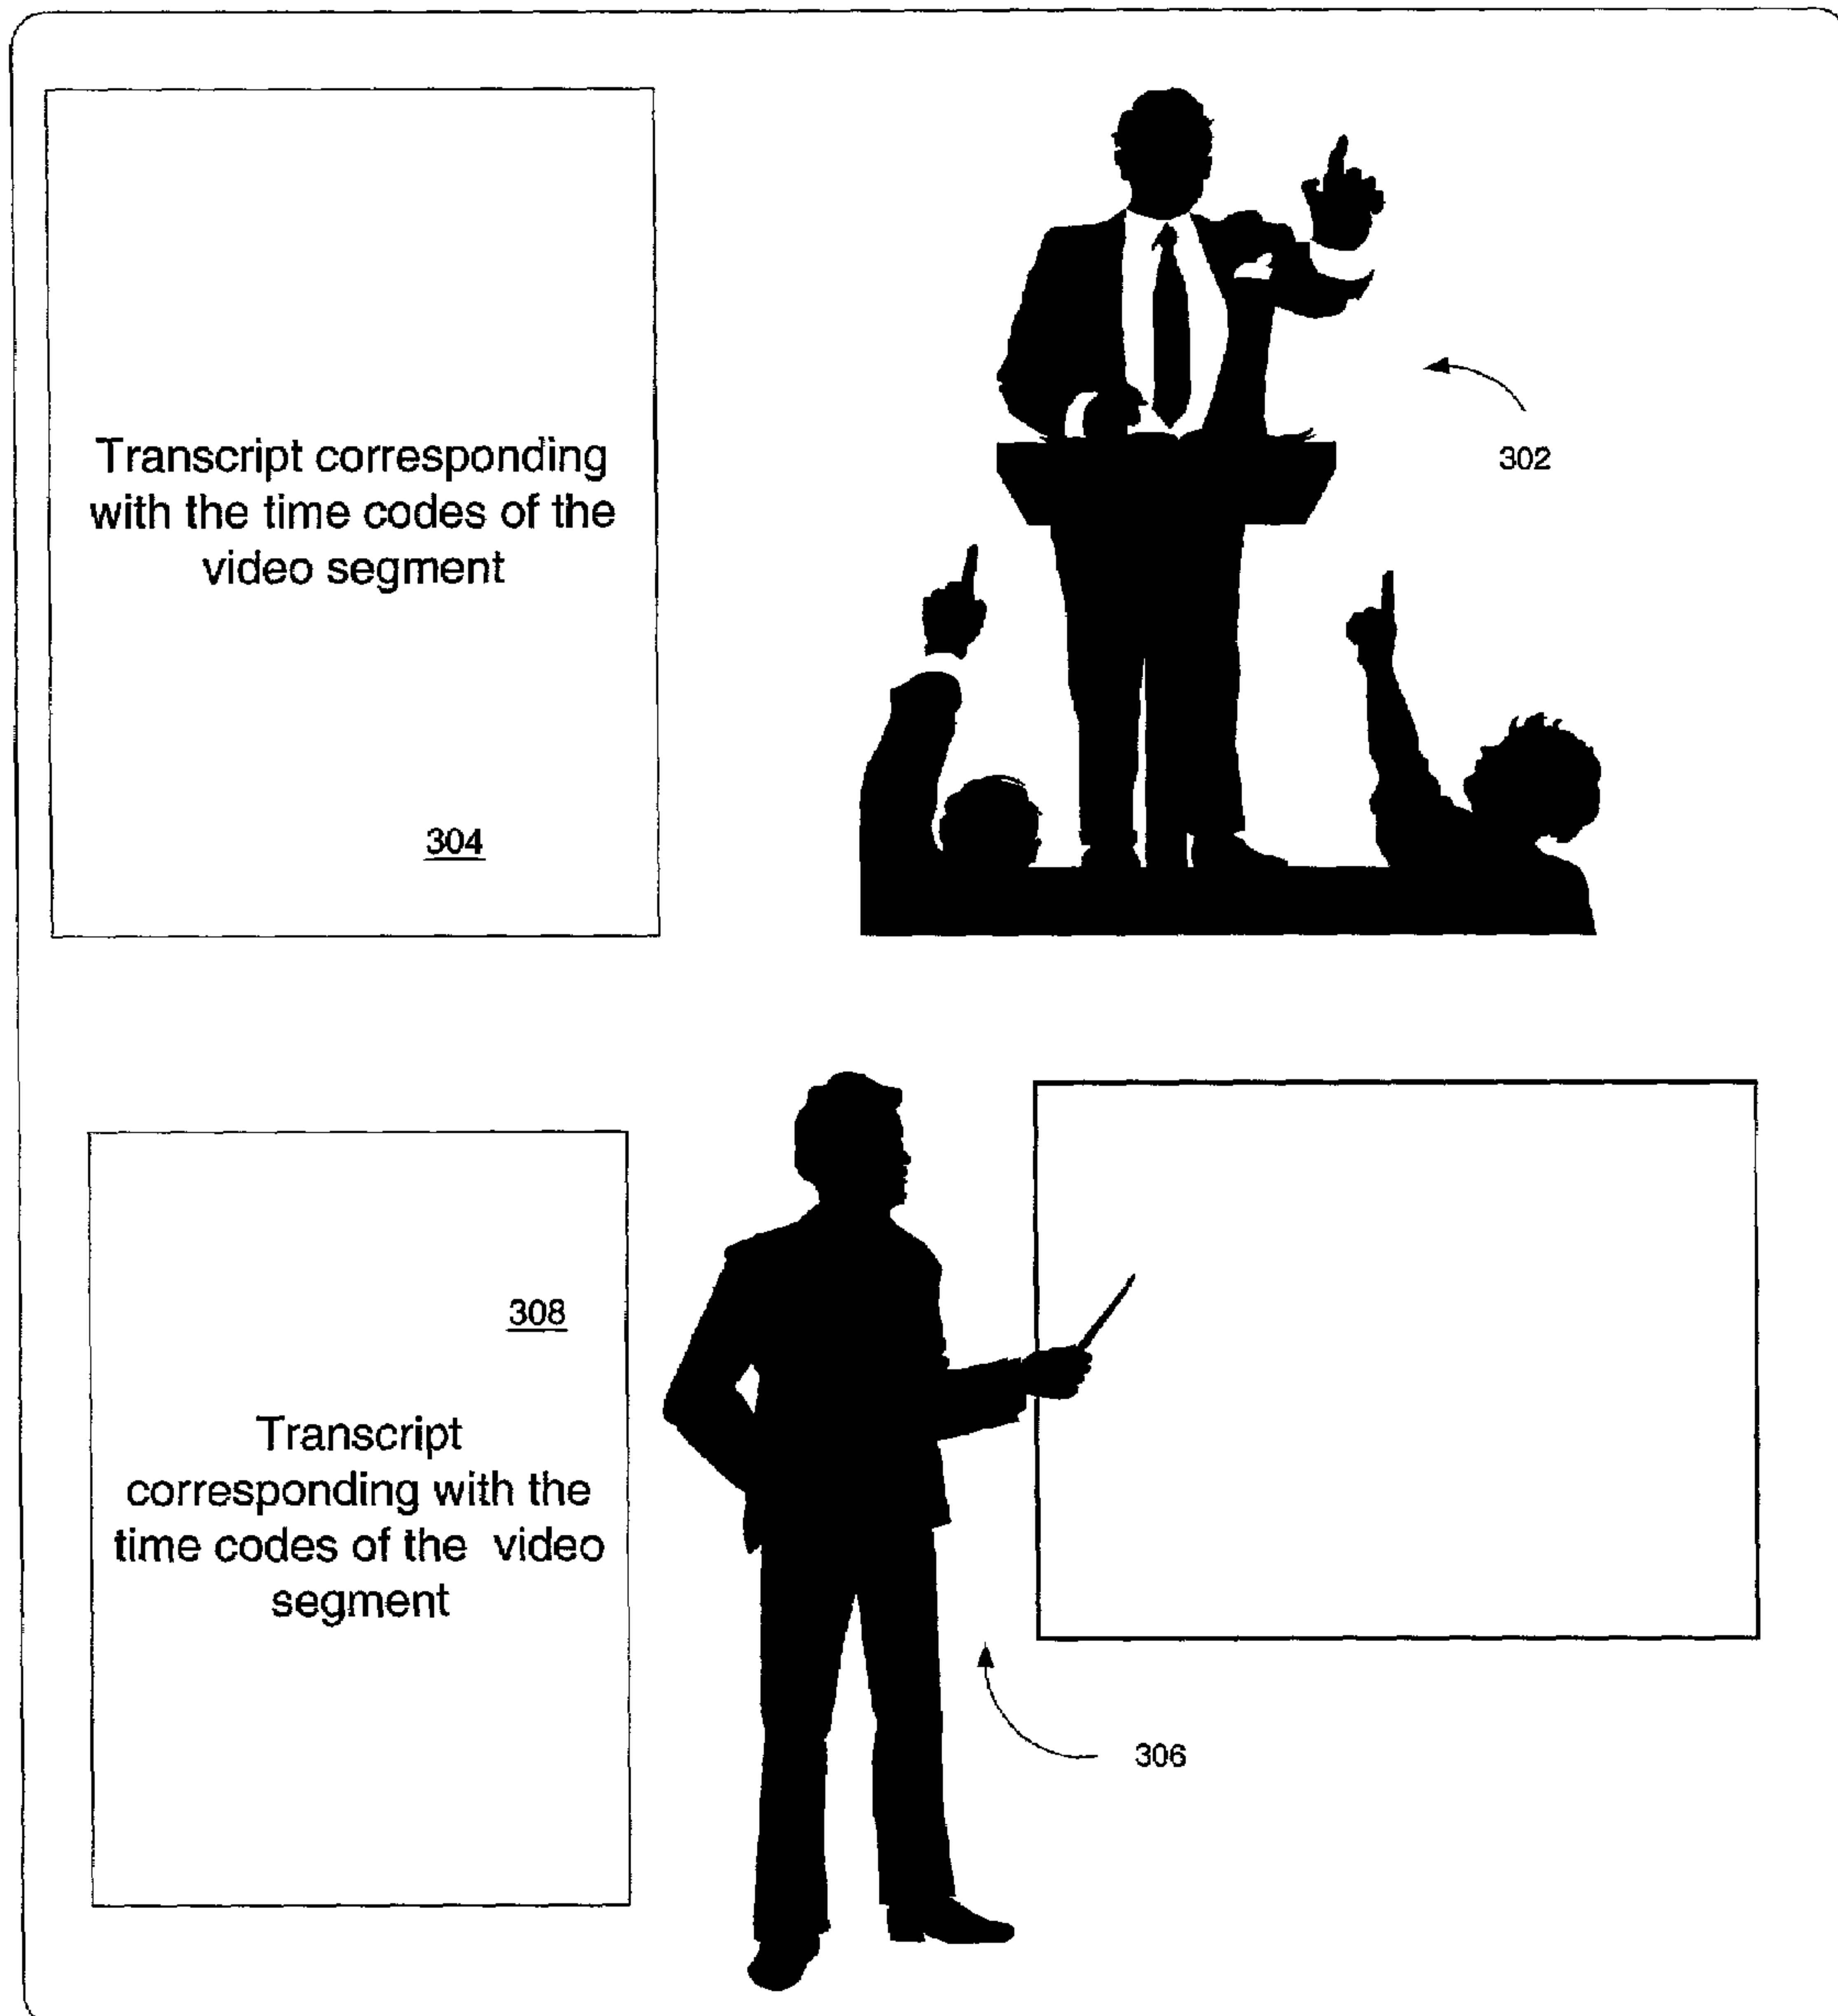 Transcript corresponding
with the time codes of the
video segment
304
302
308
Transcript
corresponding with the
time codes of the video
segment
306